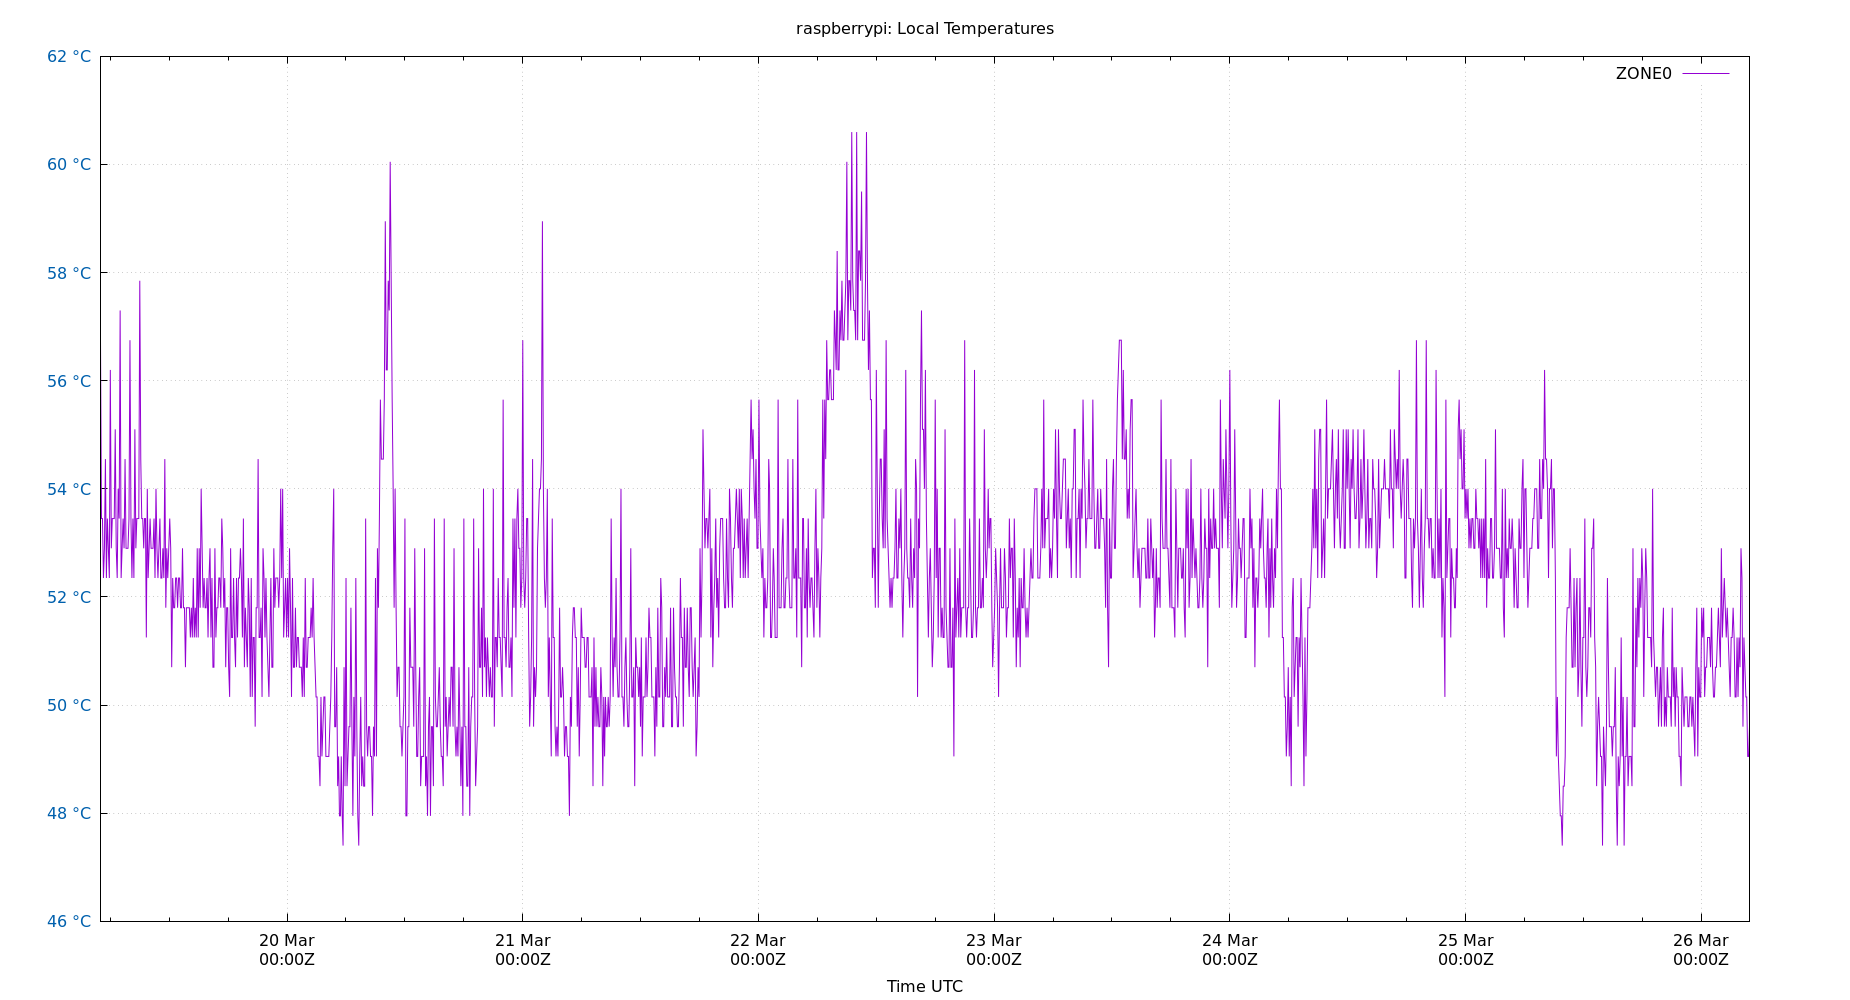 raspberrypi: Local Temperatures
62 °C
ZONE0
60 °C
58 °C
56 °C
54 °C
52 °C
50 °C
48 °C
46 °C
20 Mar 21 Mar 22 Mar 23 Mar 24 Mar 25 Mar 26 Mar
00:00Z 00:00Z 00:00Z 00:00Z 00:00Z 00:00Z 00:00Z
Time UTC